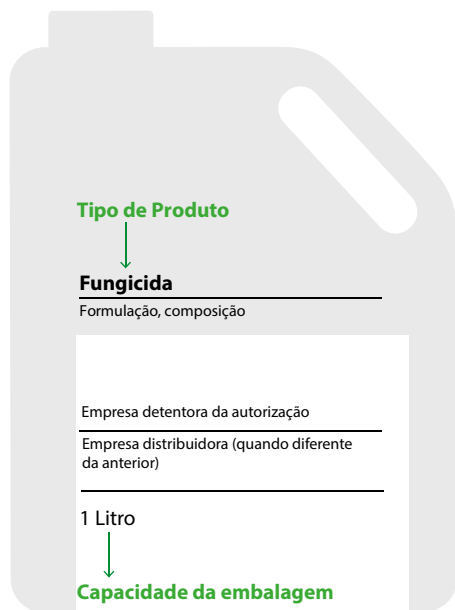 Tipo de Produto
Fungicida
Formulação, composição
Empresa detentora da autorização
Empresa distribuidora (quando diferente
da anterior)
1 Litro
Capacidade da embalagem